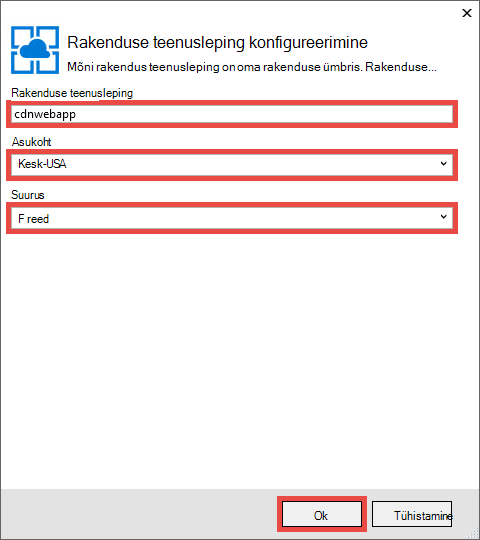 Rakenduse teenusleping konfigureerimine
Mõni rakendus teenusleping on oma rakenduse ümbris. Rakenduse...
Rakenduse teenusleping
cdnwebapp
Asukoht
Kesk-USA
Suurus
F reed
Ok
Tühistamine